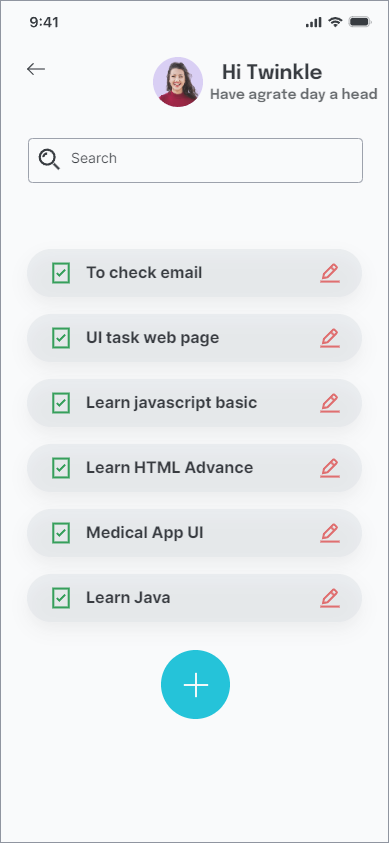 9:41
Hi Twinkle
Have agrate day a head
Search
To check email
UI task web page
Learn javascript basic
Learn HTML Advance
Medical App UI
Learn Java